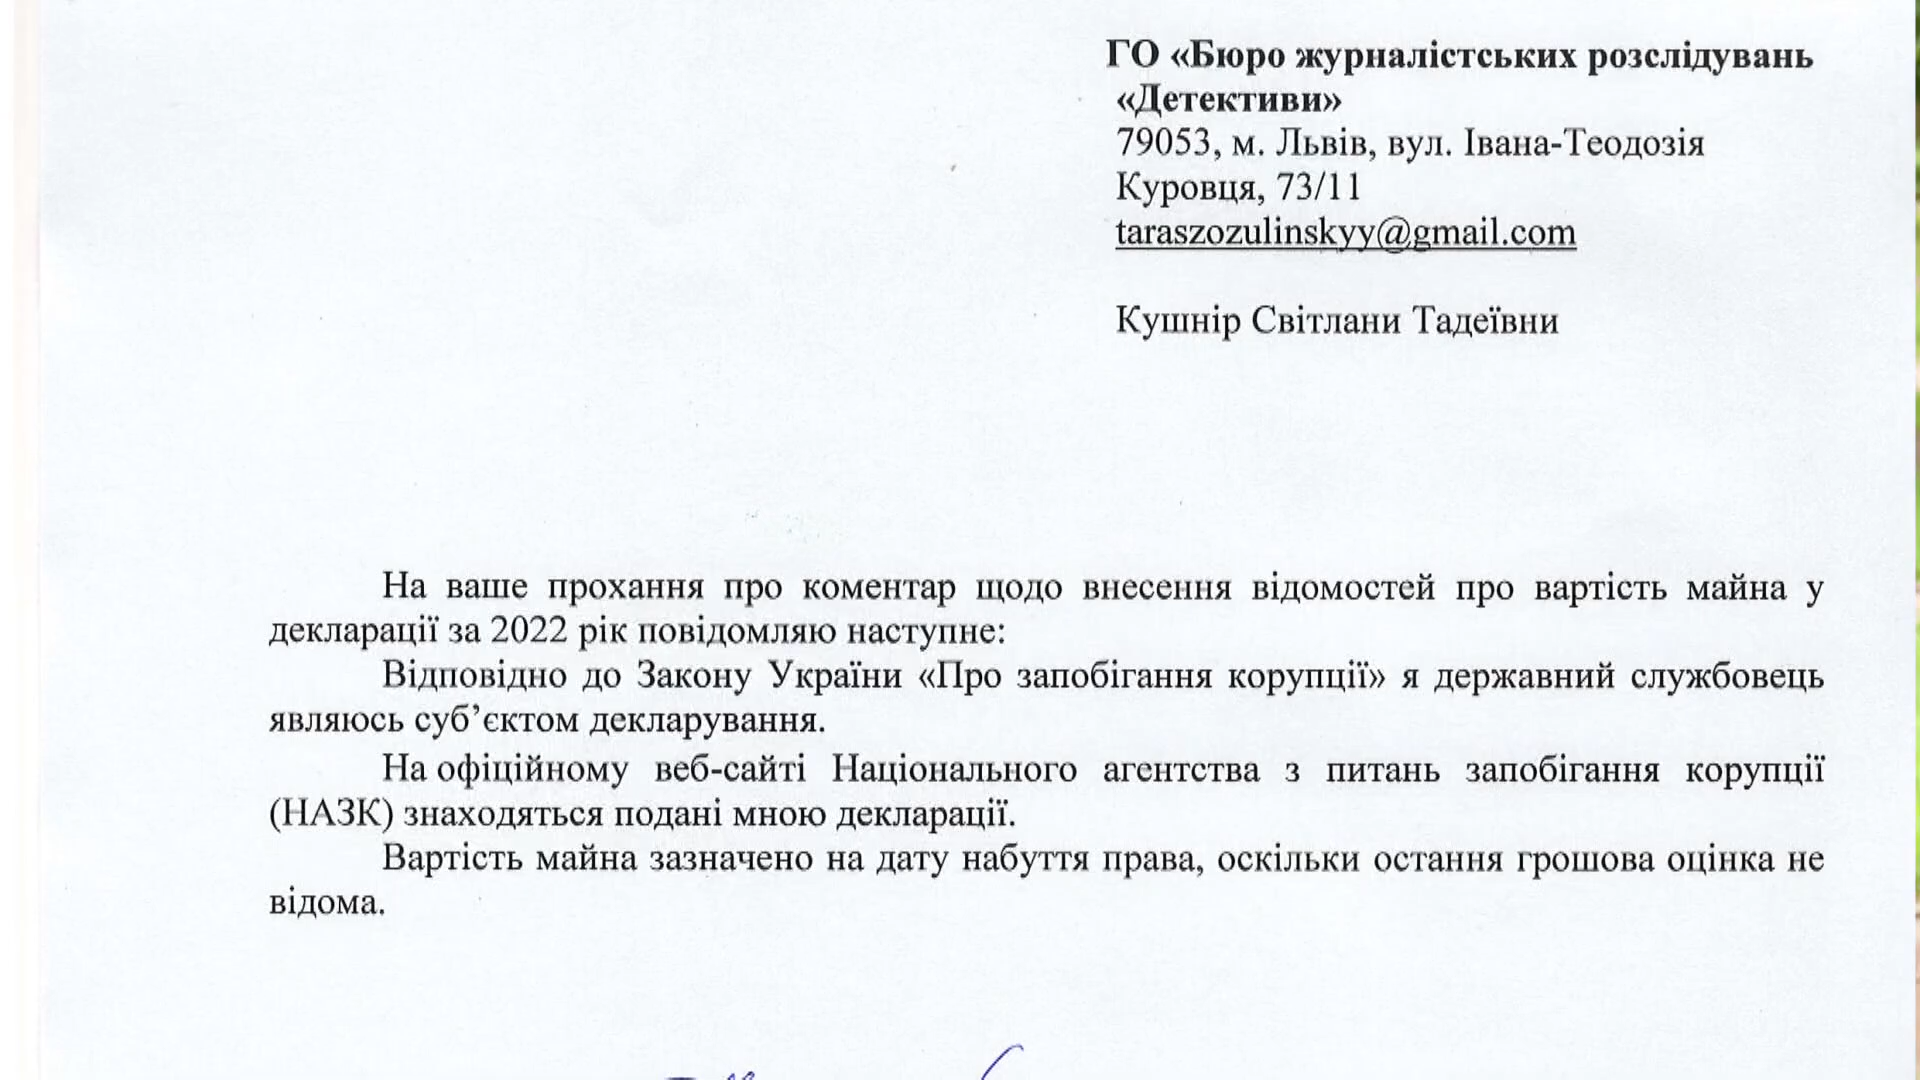 ГО «Бюро журналістських розслідувань
«Детективи»
79053, м. Львів, вул. Івана-Теодозія
Куровця, 73/11
taraszozulinskyy@gmail.com
Кушнір Світлани Тадеївни
На ваше прохання про коментар щодо внесення відомостей про вартість майна у
декларації за 2022 рік повідомляю наступне:
Відповідно до Закону України «Про запобігання корупції» я державний службовець
являюсь суб’єктом декларування.
На офіційному веб-сайті Національного агентства з питань запобігання корупції
(НАЗК) знаходяться подані мною декларації.
Вартість майна зазначено на дату набуття права, оскільки остання грошова оцінка не
відома.